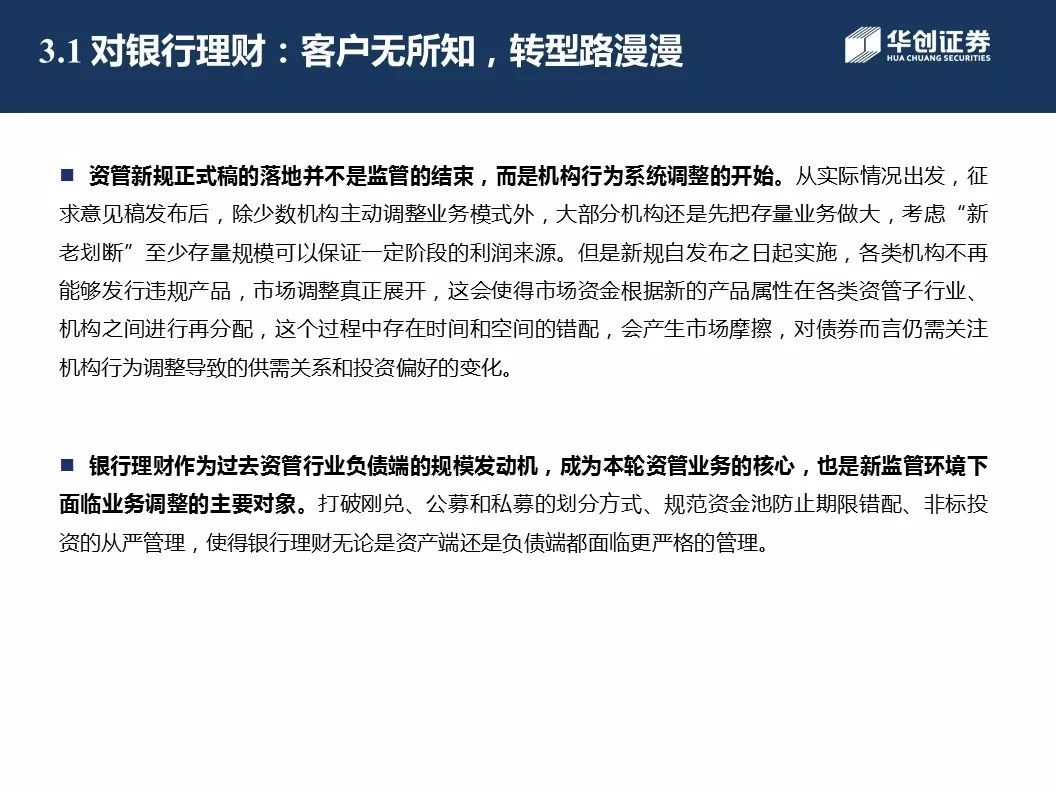 3.1 对银行理财：客户无所知，转型路漫漫
华创证券
HUA CHUANG SECURITIES
■ 资管新规正式稿的落地并不是监管的结束，而是机构行为系统调整的开始。从实际情况出发，征
求意见稿发布后，除少数机构主动调整业务模式外，大部分机构还是先把存量业务做大，考虑“新
老划断”至少存量规模可以保证一定阶段的利润来源。但是新规自发布之日起实施，各类机构不再
能够发行违规产品，市场调整真正展开，这会使得市场资金根据新的产品属性在各类资管子行业、
机构之间进行再分配，这个过程中存在时间和空间的错配，会产生市场摩擦，对债券而言仍需关注
机构行为调整导致的供需关系和投资偏好的变化。
■ 银行理财作为过去资管行业负债端的规模发动机，成为本轮资管业务的核心，也是新监管环境下
面临业务调整的主要对象。打破刚兑、公募和私募的划分方式、规范资金池防止期限错配、非标投
资的从严管理，使得银行理财无论是资产端还是负债端都面临更严格的管理。